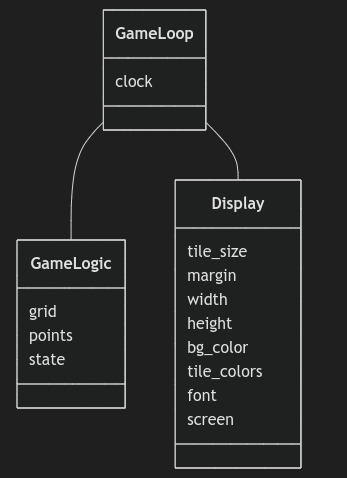 GameLoop
clock
GameLogic
grid
points
state
Display
tile_size
margin
width
height
bg_color
tile_colors
font
screen